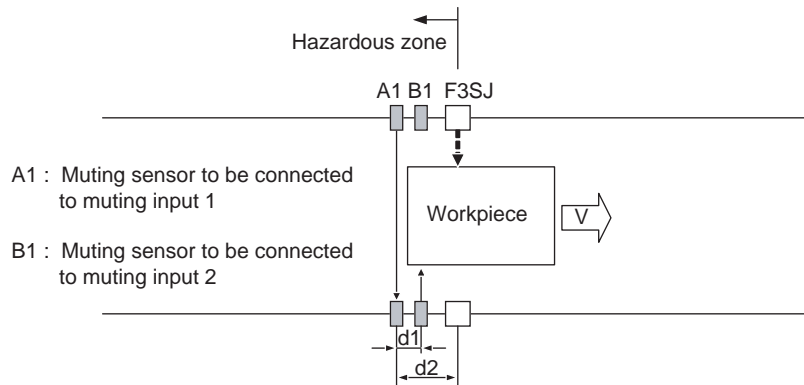 Hazardous zone
A1 B1 F3SJ
A1 : Muting sensor to be connected
to muting input 1
Workpiece
V
B1 : Muting sensor to be connected
to muting input 2
d1
d2